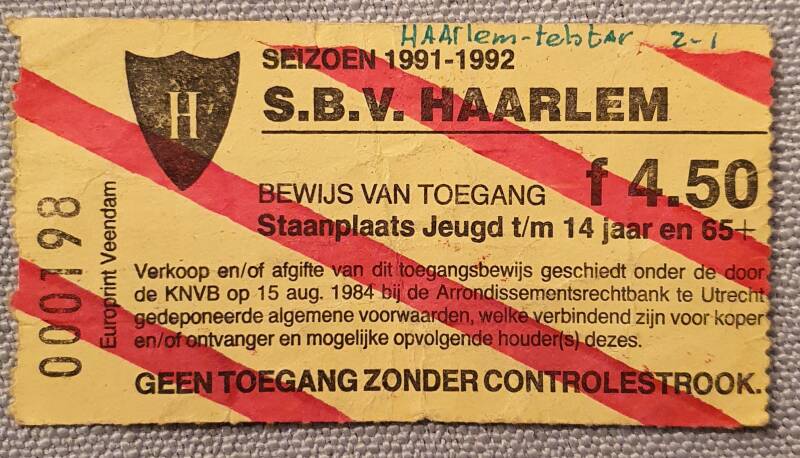 HAArlem-telstar 2-1
SEIZOEN 1991-1992
S.B.V. HAARLEM
H
BEWIJS VAN TOEGANG f 4.50
Staanplaats Jeugd t/m 14 jaar en 65+
Verkoop en/of afgifte van dit toegangsbewijs geschiedt onder de door
de KNVB op 15 aug. 1984 bij de Arrondissementsrechtbank te Utrecht
gedeponeerde algemene voorwaarden, welke verbindend zijn voor koper
en/of ontvanger en mogelijke opvolgende houder(s) dezes.
GEEN TOEGANG ZONDER CONTROLESTROOK.
000198
Europrint Veendam